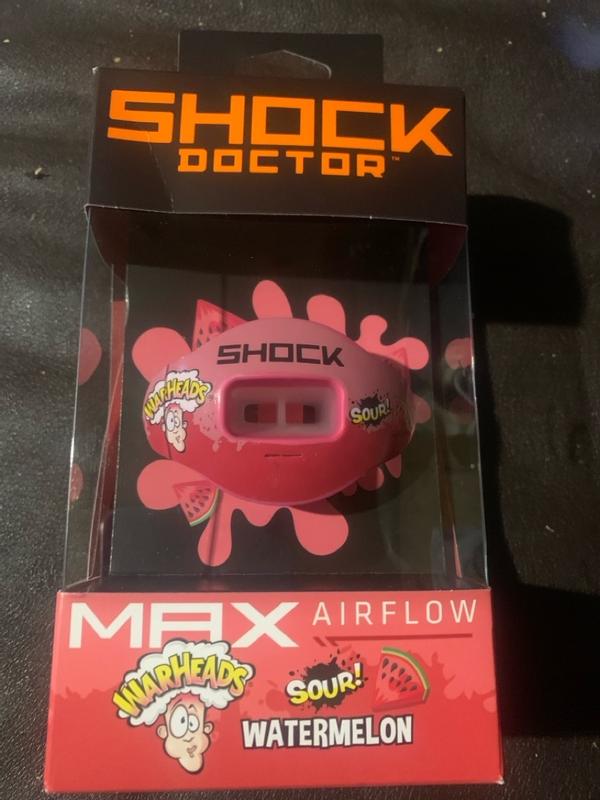 SHOCK
DOCTOR™
SHOCK
WARHEADS
SOUR!
MAX AIRFLOW
WARHEADS
SOUR!
WATERMELON